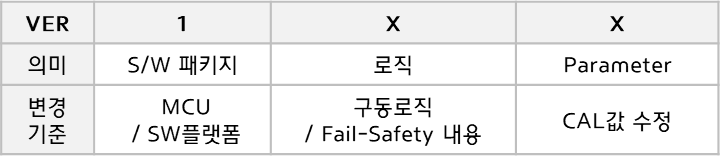 VER 1 X X
의미 S/W 패키지 로직 Parameter
변경 기준 MCU / SW플랫폼 구동로직 / Fail-Safety 내용 CAL값 수정